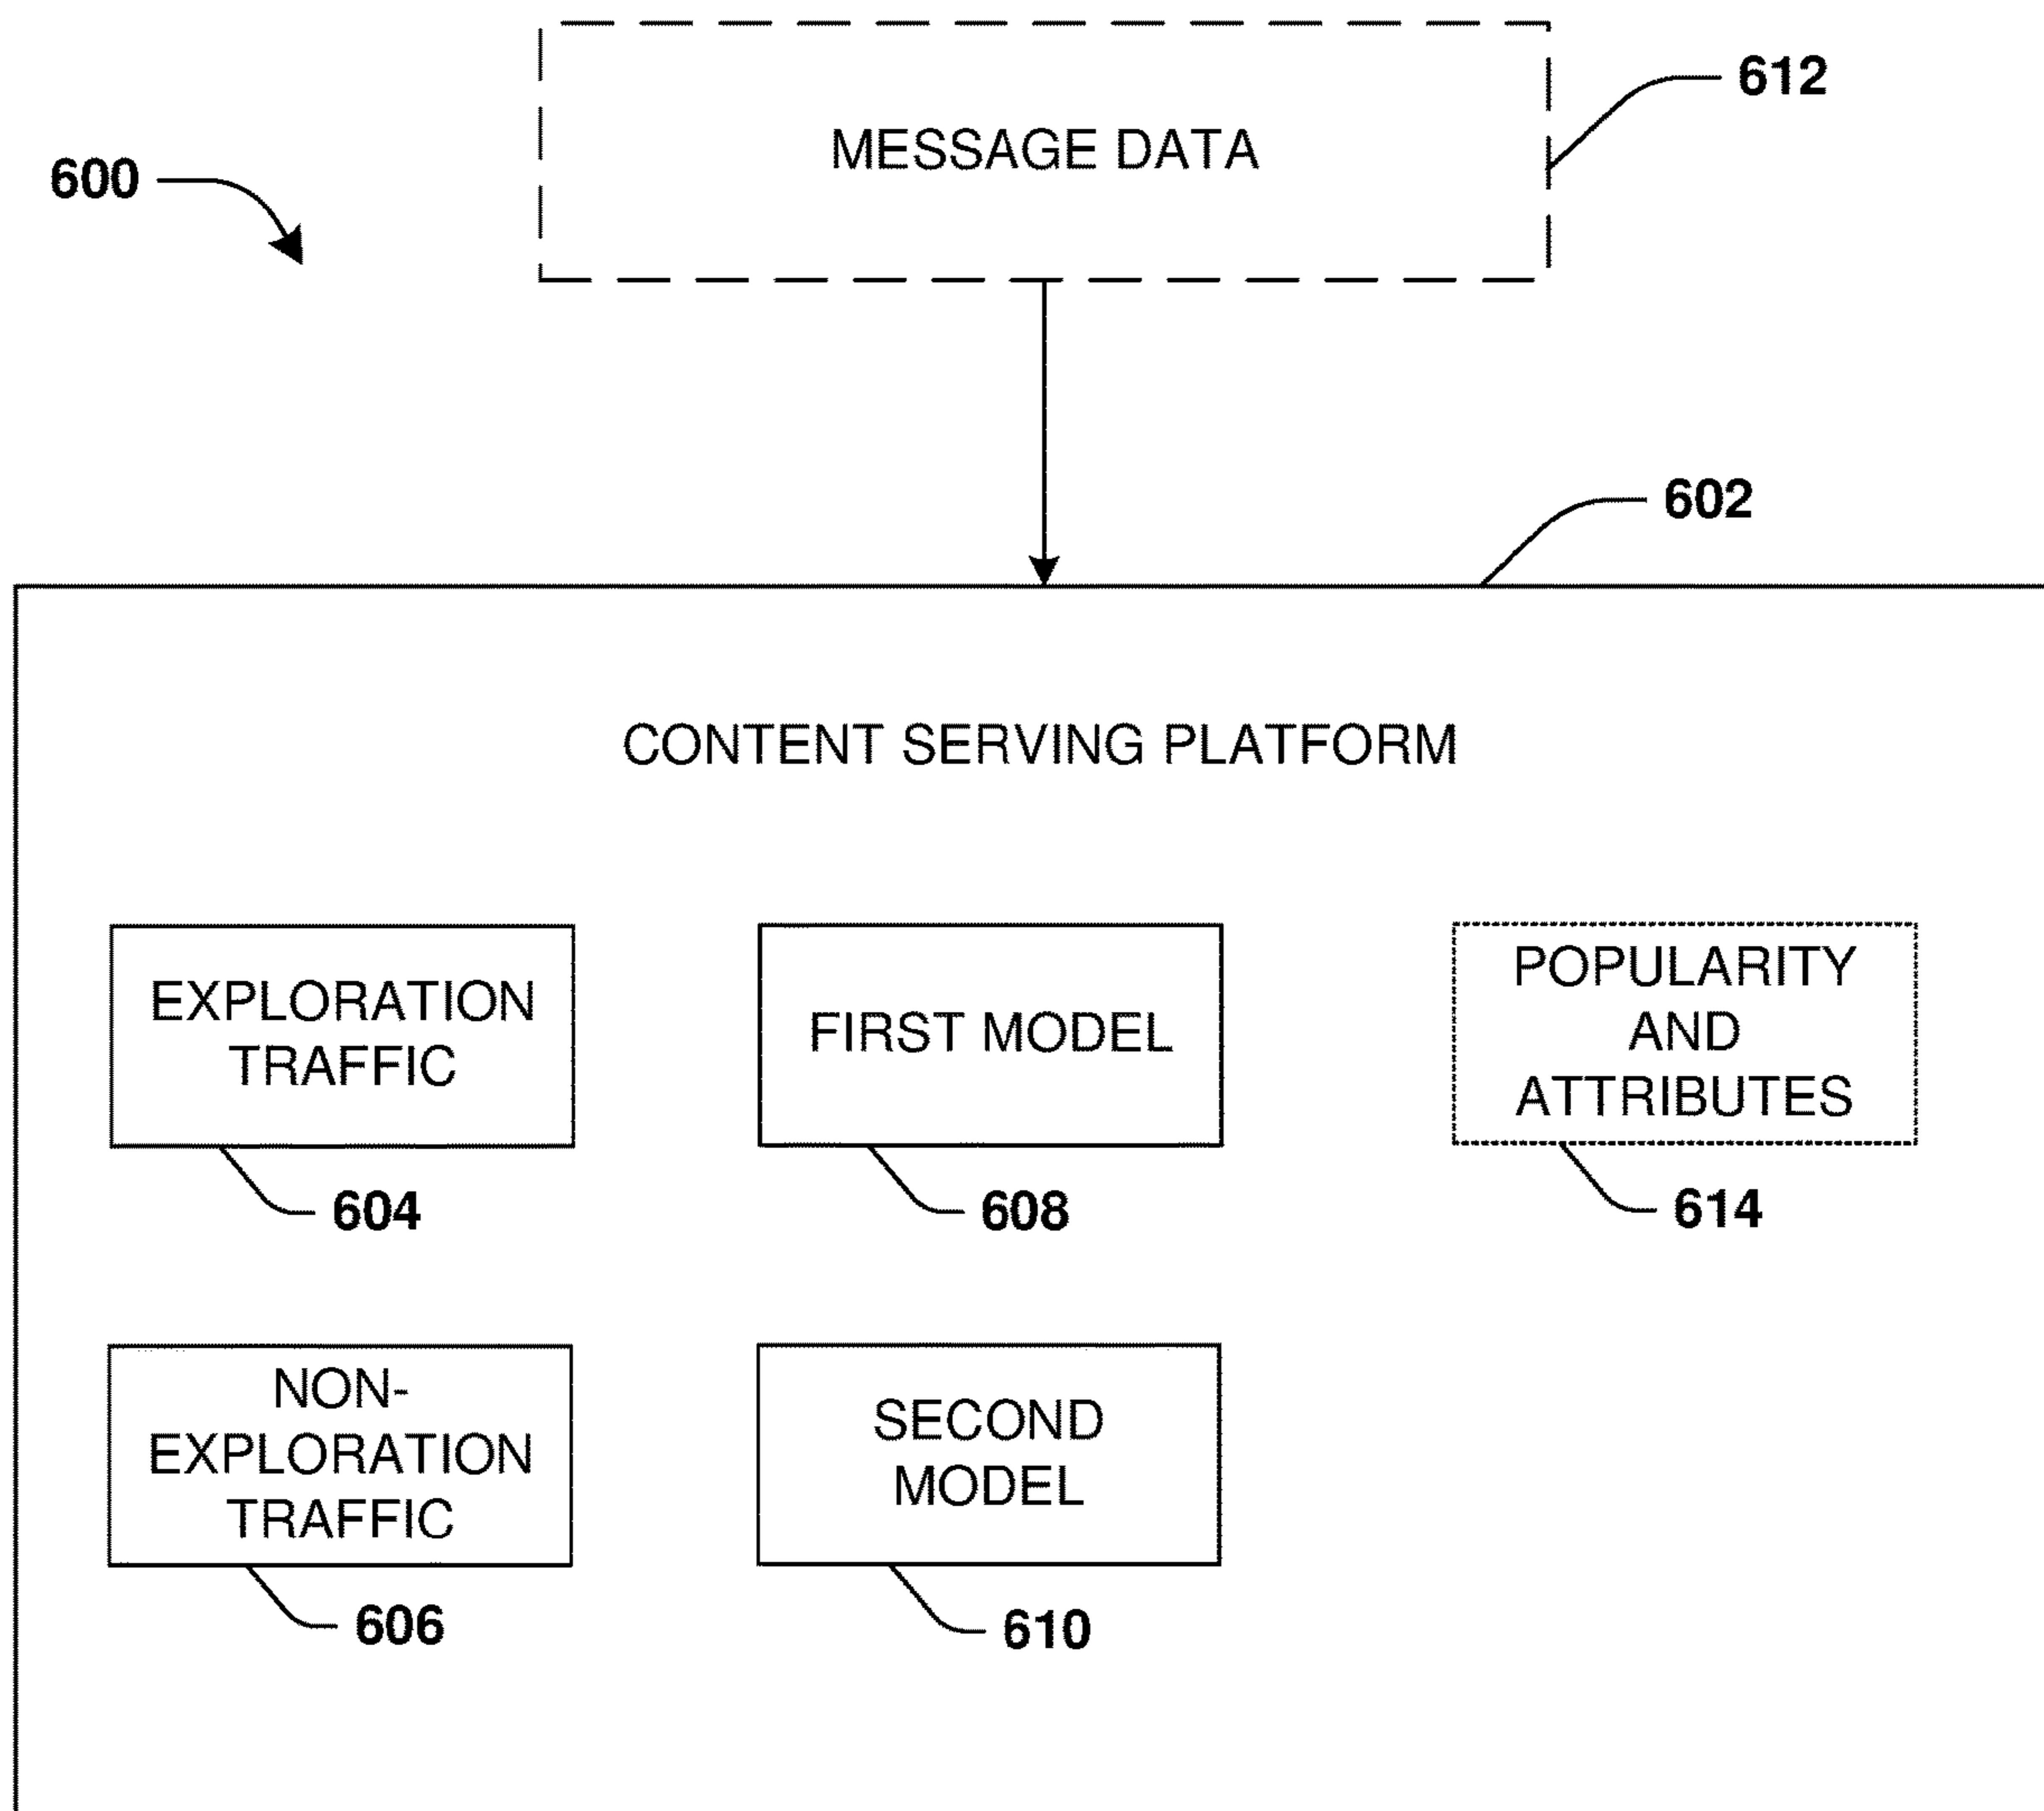 612
MESSAGE DATA
600
602
CONTENT SERVING PLATFORM
EXPLORATION
TRAFFIC
604
FIRST MODEL
608
POPULARITY
AND
ATTRIBUTES
614
NON-
EXPLORATION
TRAFFIC
606
SECOND
MODEL
610